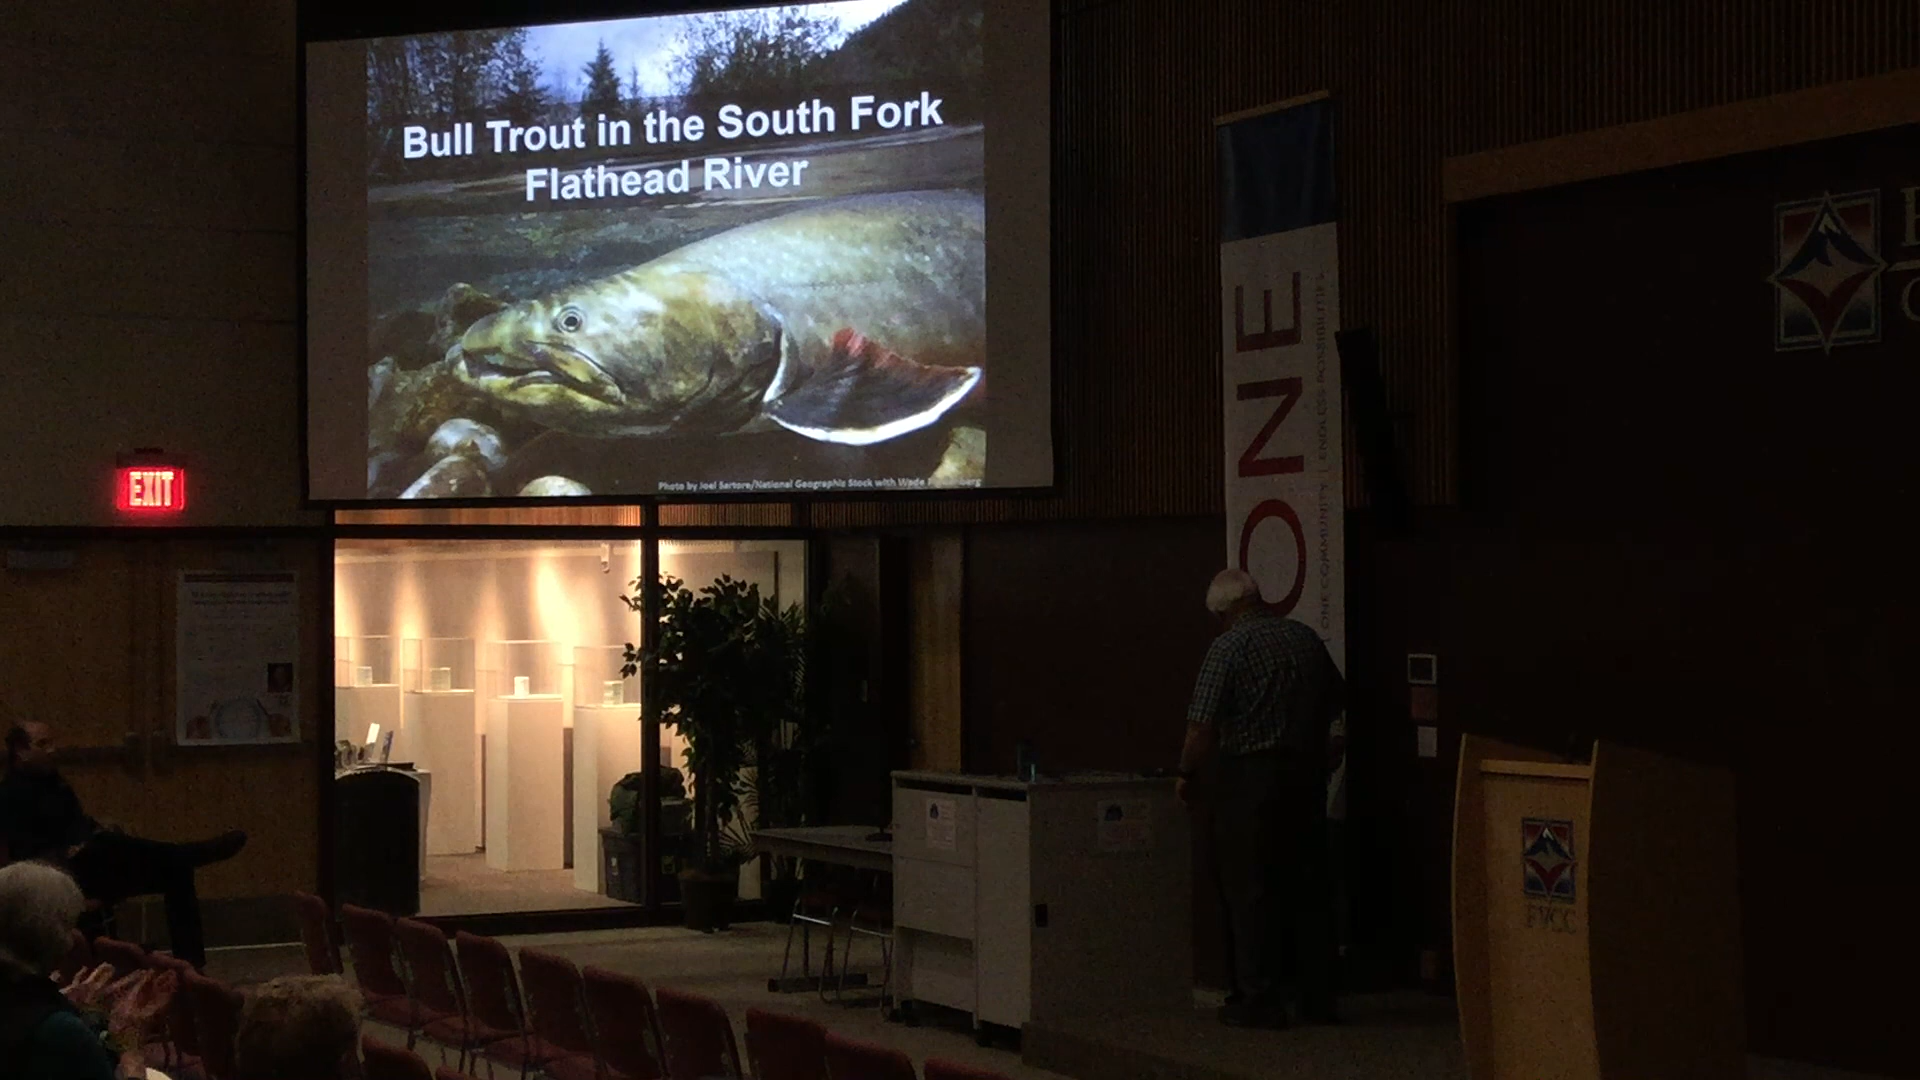 Bull Trout in the South Fork
Flathead River
Photo by Joel Sartore/National Geographic Stock with Wade
EXIT
ONE
ONE COMMUNITY | ENDLESS POSSIBILITIES
FVCC